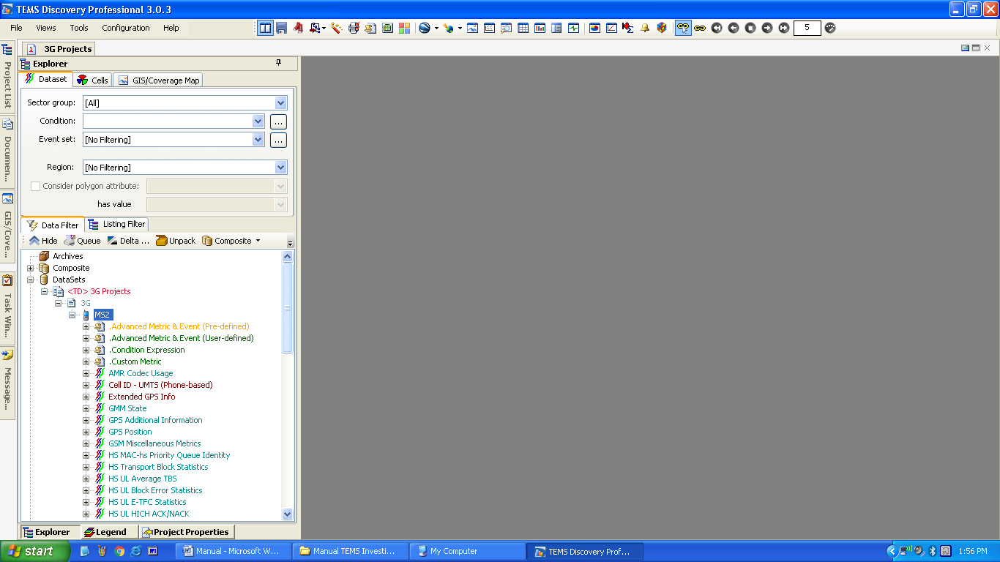 TEMS Discovery Professional 3.0.3
File Views Tools Configuration Help
5
3G Projects
Explorer
Dataset Cells GIS/Coverage Map
Sector group: [All]
Condition: ...
Event set: [No Filtering] ...
Region: [No Filtering]
Consider polygon attribute:
has value
Data Filter Listing Filter
Hide Queue Delta ... Unpack Composite
Archives
Composite
DataSets
<TD> 3G Projects
3G
MS2
.Advanced Metric & Event (Pre-defined)
.Advanced Metric & Event (User-defined)
.Condition Expression
.Custom Metric
AMR Codec Usage
Cell ID - UMTS (Phone-based)
Extended GPS Info
GMM State
GPS Additional Information
GPS Position
GSM Miscellaneous Metrics
HS MAC-hs Priority Queue Identity
HS Transport Block Statistics
HS UL Average TBS
HS UL Block Error Statistics
HS UL E-TFC Statistics
HS UL HICH ACK/NACK
Explorer Legend Project Properties
Project List
Documen...
GIS/Cove...
Task Win...
Message...
start Manual - Microsoft W... Manual TEMS Investi... My Computer TEMS Discovery Prof... 1:56 PM